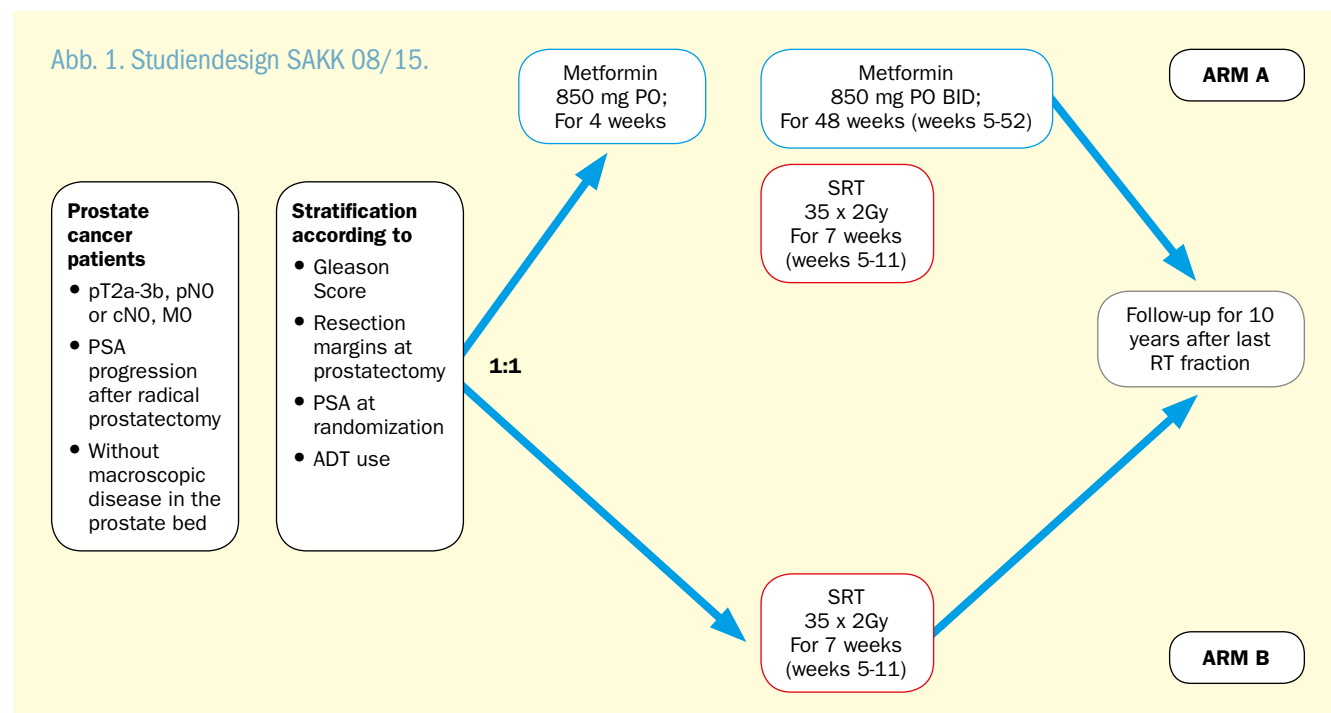 Abb. 1. Studiendesign SAKK 08/15.
Prostate
cancer
patients
• pT2a-3b, pN0
or cN0, M0
• PSA
progression
after radical
prostatectomy
• Without
macroscopic
disease in the
prostate bed
Stratification
according to
• Gleason
Score
• Resection
margins at
prostatectomy
• PSA at
randomization
• ADT use
1:1
Metformin
850 mg PO;
For 4 weeks
Metformin
850 mg PO BID;
For 48 weeks (weeks 5-52)
SRT
35 x 2Gy
For 7 weeks
(weeks 5-11)
ARM A
Follow-up for 10
years after last
RT fraction
SRT
35 x 2Gy
For 7 weeks
(weeks 5-11)
ARM B